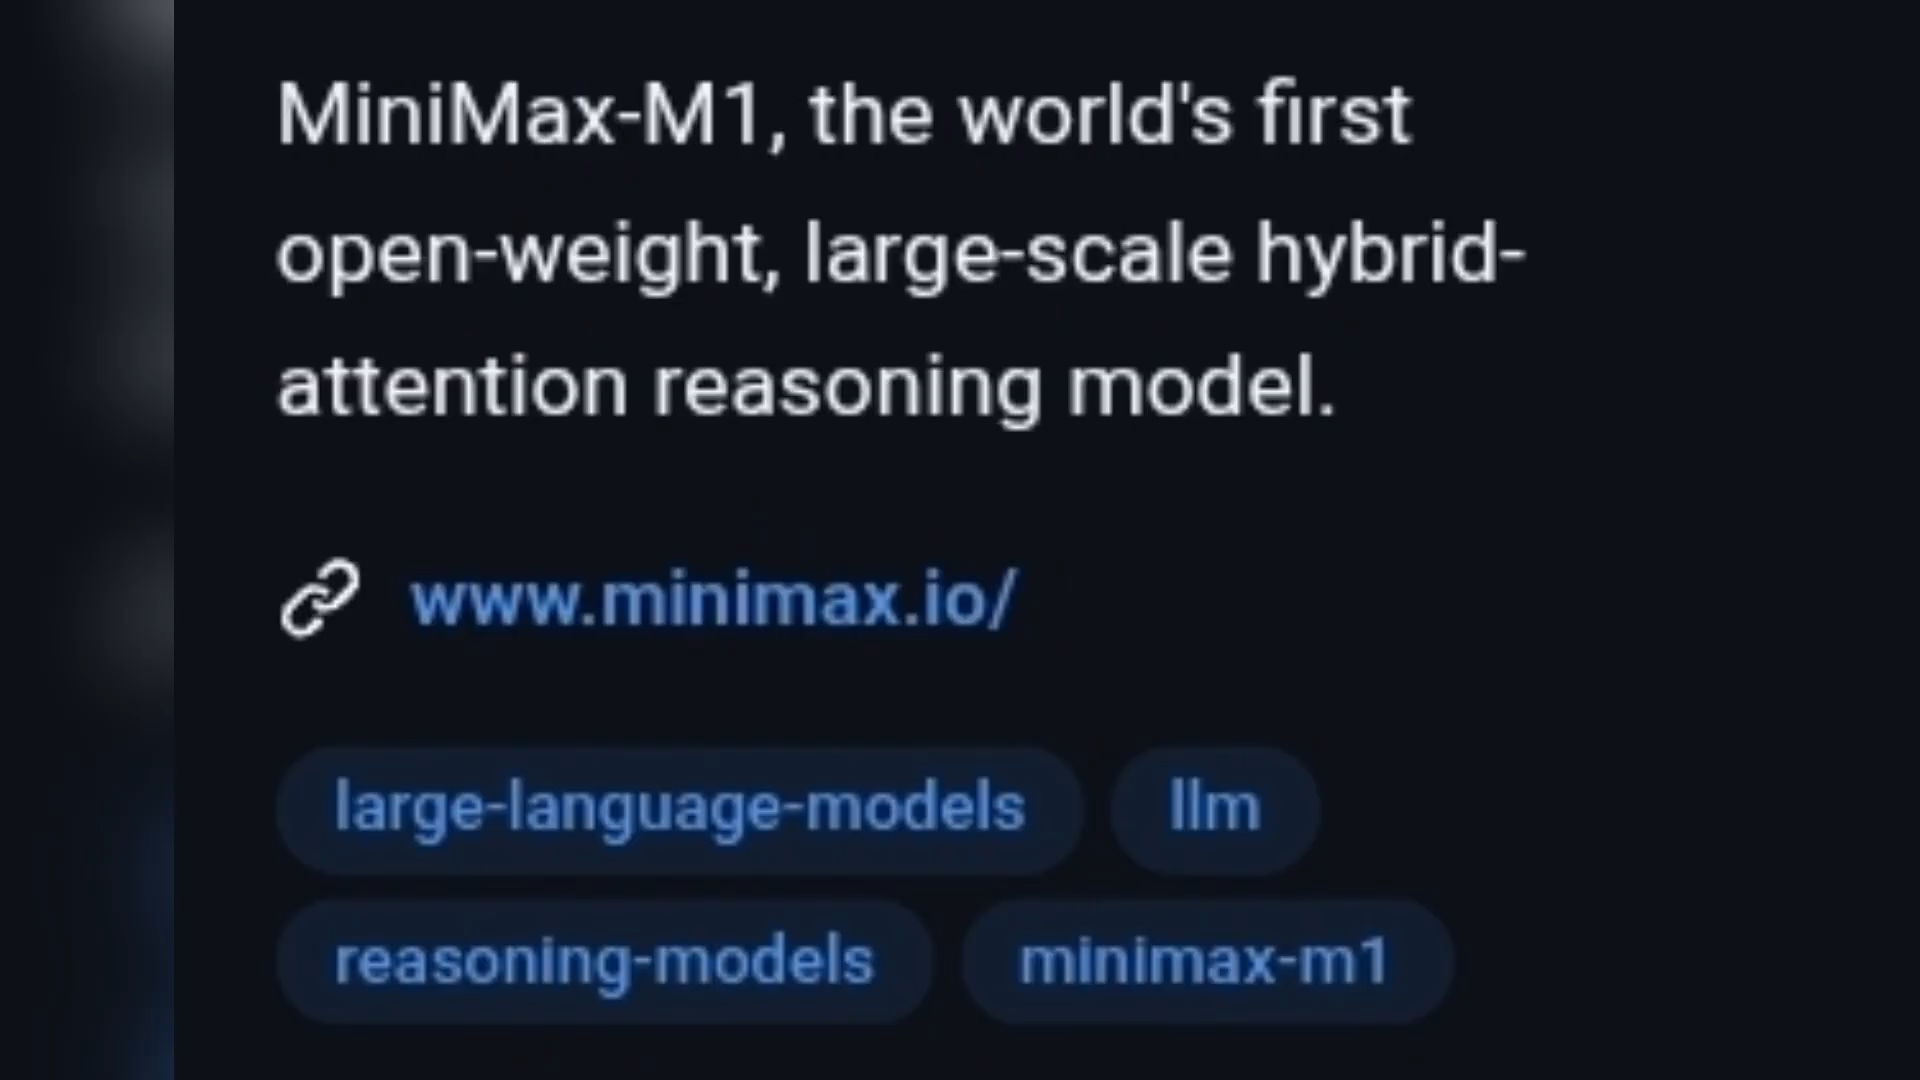 MiniMax-M1, the world's first
open-weight, large-scale hybrid-
attention reasoning model.
www.minimax.io/
large-language-models llm
reasoning-models minimax-m1